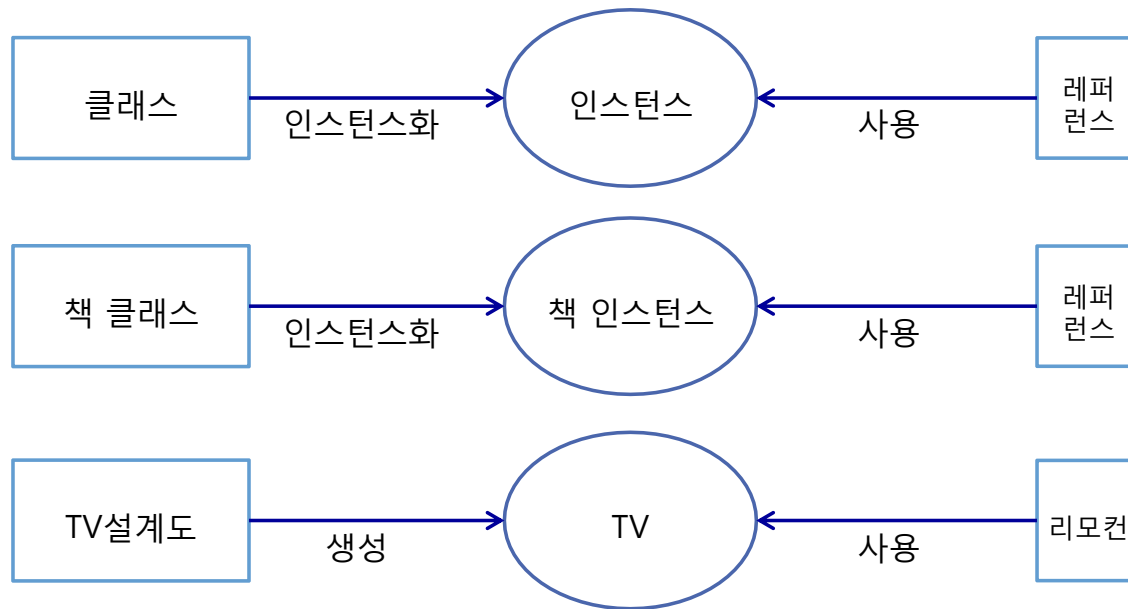 클래스
인스턴스화
인스턴스
사용
레퍼
런스
책 클래스
인스턴스화
책 인스턴스
사용
레퍼
런스
TV설계도
생성
TV
사용
리모컨